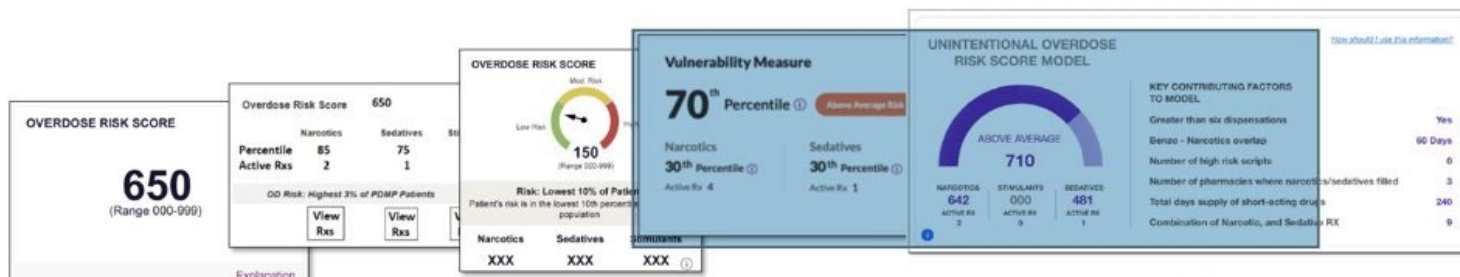 OVERDOSE RISK SCORE
650
(Range 000-999)
Explanation
Overdose Risk Score 650
Narcotics Sedatives
Percentile 85 75
Active Rxs 2 1
OD Risk: Highest 3% of PDMP Patients
View Rxs View Rxs
OVERDOSE RISK SCORE
Mod. Risk
Low Risk
150
(Range 000-999)
Risk: Lowest 10% of
Patient's risk is in the lowest 10th
population
Narcotics Sedatives Stimulants
XXX XXX XXX
Vulnerability Measure
70th Percentile
Above Average Risk
Narcotics Sedatives
30th Percentile 30th Percentile
Active Rx 4 Active Rx 1
UNINTENTIONAL OVERDOSE
RISK SCORE MODEL
ABOVE AVERAGE
710
NARCOTICS STIMULANTS SEDATIVES
642 000 481
ACTIVE RX ACTIVE RX ACTIVE RX
2 0 1
How should I use this information?
KEY CONTRIBUTING FACTORS
TO MODEL
Greater than six dispensations Yes
Benzo - Narcotics overlap 60 Days
Number of high risk scripts 0
Number of pharmacies where narcotics/sedatives filled 3
Total days supply of short-acting drugs 240
Combination of Narcotic, and Sedative RX 9